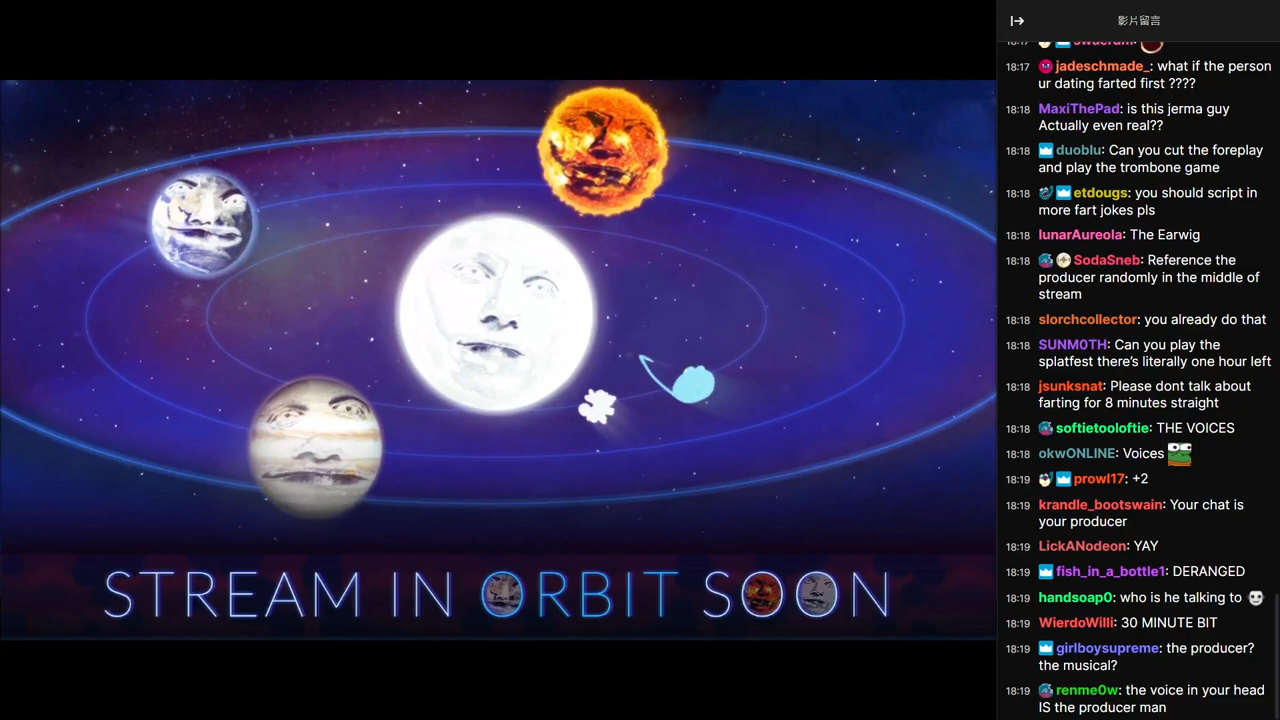 STREAM IN ORBIT SOON
影片留言
18:17 jadeschmade_: what if the person
ur dating farted first ????
18:18 MaxiThePad: is this jerma guy
Actually even real??
18:18 duoblu: Can you cut the foreplay
and play the trombone game
18:18 etdougs: you should script in
more fart jokes pls
18:18 lunarAureola: The Earwig
18:18 SodaSneb: Reference the
producer randomly in the middle of
stream
18:18 slorchcollector: you already do that
18:18 SUNM0TH: Can you play the
splatfest there's literally one hour left
18:18 jsunksnat: Please dont talk about
farting for 8 minutes straight
18:18 softietooloftie: THE VOICES
18:18 okwONLINE: Voices
18:19 prowl17: +2
18:19 krandle_bootswain: Your chat is
your producer
18:19 LickANodeon: YAY
18:19 fish_in_a_bottle1: DERANGED
18:19 handsoap0: who is he talking to
18:19 WierdoWilli: 30 MINUTE BIT
18:19 girlboysupreme: the producer?
the musical?
18:19 renme0w: the voice in your head
IS the producer man